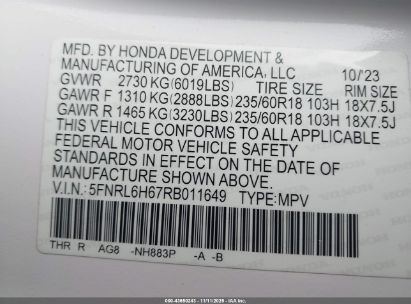 MFD. BY HONDA DEVELOPMENT &
MANUFACTURING OF AMERICA, LLC 10/'23
GVWR 2730 KG(6019LBS) TIRE SIZE RIM SIZE
GAWR F 1310 KG(2888LBS) 235/60R18 103H 18X7.5J
GAWR R 1465 KG(3230LBS) 235/60R18 103H 18X7.5J
THIS VEHICLE CONFORMS TO ALL APPLICABLE
FEDERAL MOTOR VEHICLE SAFETY
STANDARDS IN EFFECT ON THE DATE OF
MANUFACTURE SHOWN ABOVE.
V.I.N.: 5FNRL6H67RB011649 TYPE: MPV
THR R AG8 -NH883P -A -B